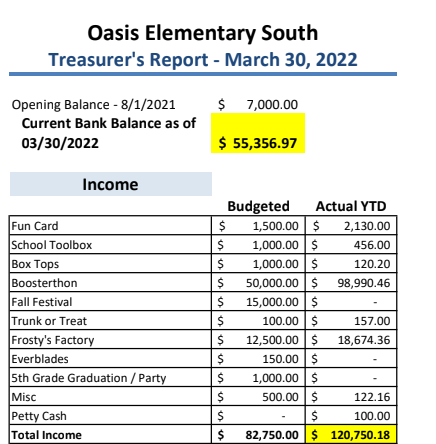 Oasis Elementary South
Treasurer's Report - March 30, 2022
Opening Balance - 8/1/2021 $ 7,000.00
Current Bank Balance as of
03/30/2022 $ 55,356.97
Income
Budgeted Actual YTD
Fun Card $ 1,500.00 $ 2,130.00
School Toolbox $ 1,000.00 $ 456.00
Box Tops $ 1,000.00 $ 120.20
Boosterthon $ 50,000.00 $ 98,990.46
Fall Festival $ 15,000.00 $ -
Trunk or Treat $ 100.00 $ 157.00
Frosty's Factory $ 12,500.00 $ 18,674.36
Everblades $ 150.00 $ -
5th Grade Graduation / Party $ 1,000.00 $ -
Misc $ 500.00 $ 122.16
Petty Cash $ - $ 100.00
Total Income $ 82,750.00 $ 120,750.18